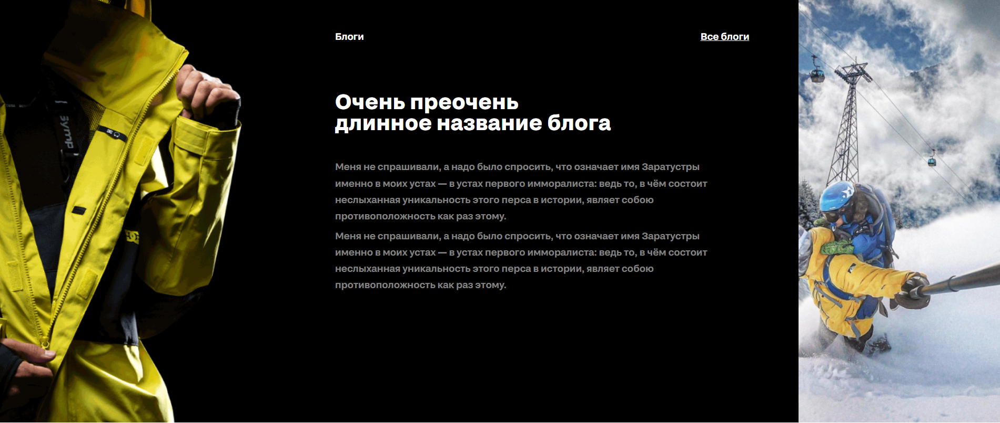 Блоги
Все блоги
Очень преочень
длинное название блога
Меня не спрашивали, а надо было спросить, что означает имя Заратустры
именно в моих устах — в устах первого имморалиста: ведь то, в чём состоит
неслыханная уникальность этого перса в истории, являет собою
противоположность как раз этому.
Меня не спрашивали, а надо было спросить, что означает имя Заратустры
именно в моих устах — в устах первого имморалиста: ведь то, в чём состоит
неслыханная уникальность этого перса в истории, являет собою
противоположность как раз этому.